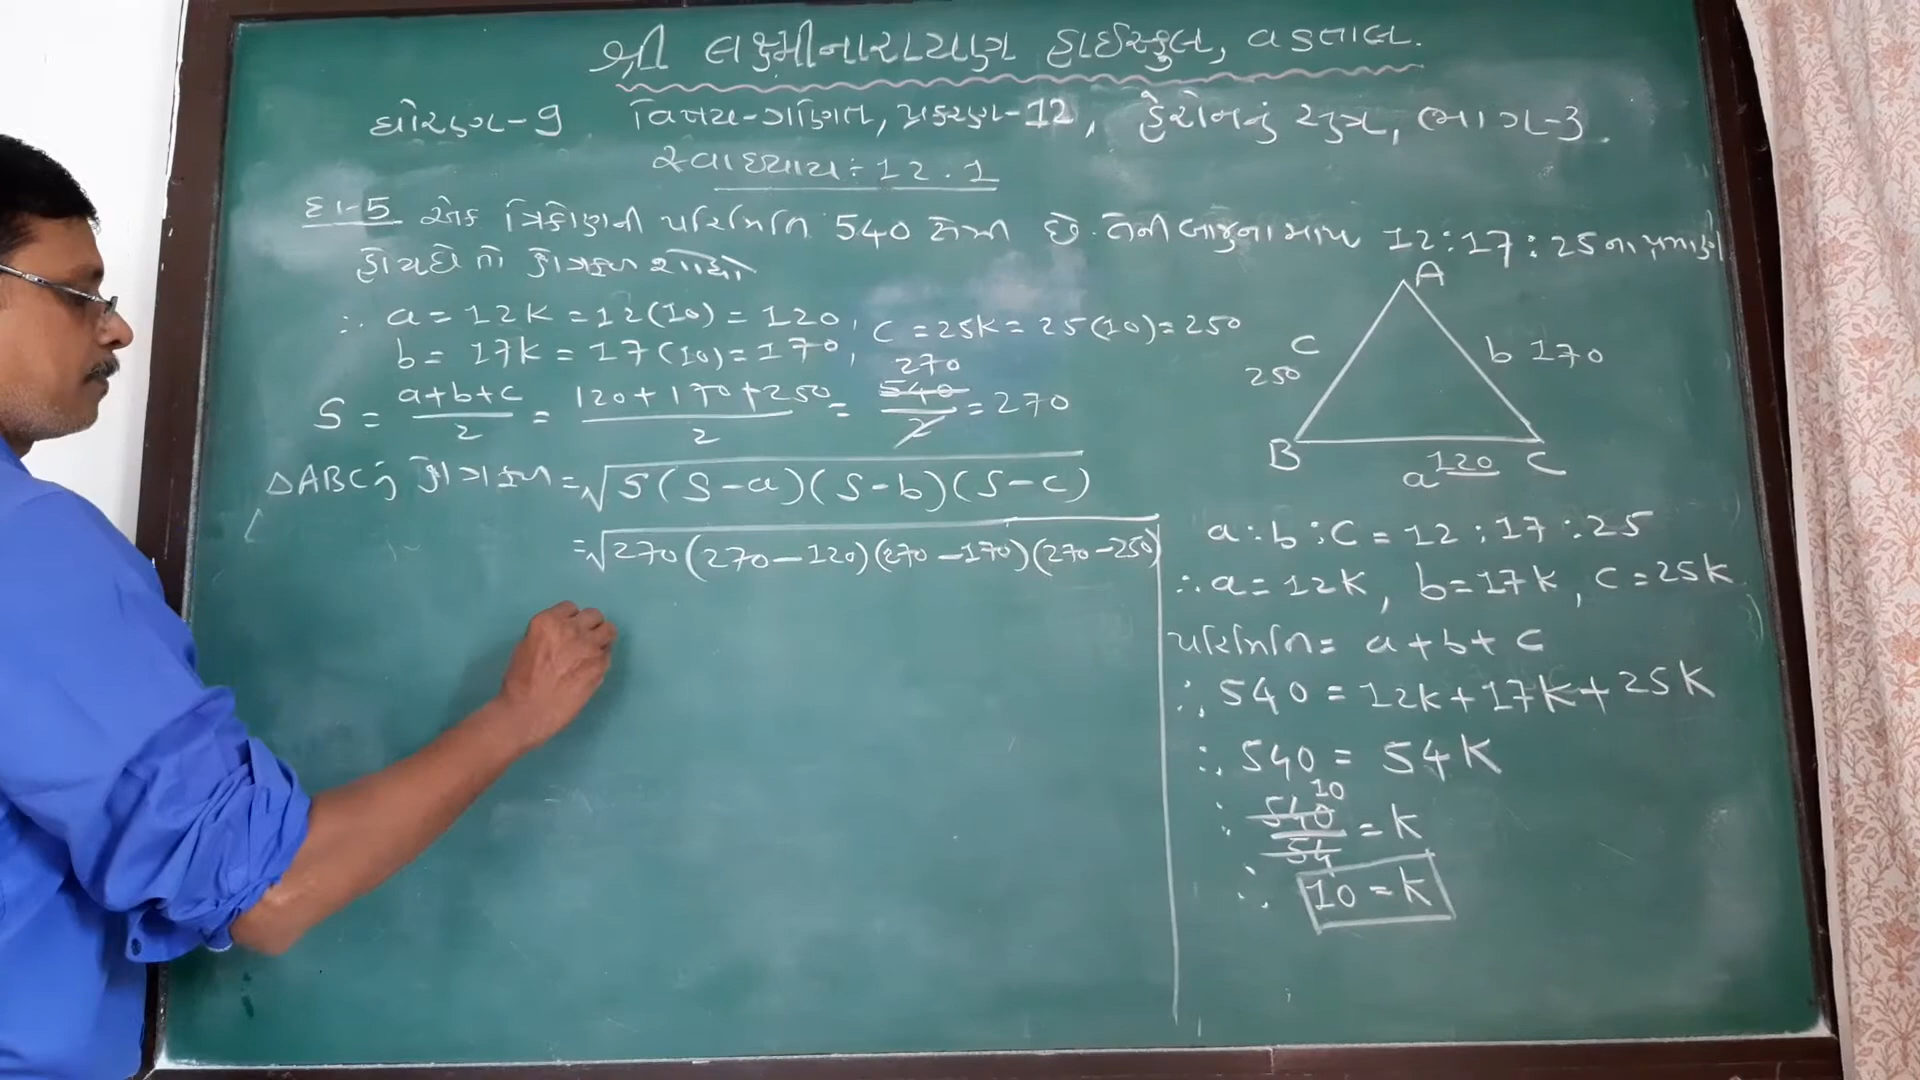 શ્રી લક્ષ્મીનારાયણ હાઈસ્કુલ, વડતાલ.
ધોરણ-9 વિષય-ગણિત, પ્રકરણ-12, હેરોનનું સૂત્ર, ભાગ-3
સ્વાધ્યાય : 12.1
દા-5 એક ત્રિકોણની પરિમિતિ 540 સેમી છે. તેની બાજુના માપ 12:17:25 ના પ્રમાણ
હોય છે તો ક્ષેત્રફળ શોધો
∴ a = 12K = 12(10) = 120, C = 25K = 25(10) = 250
b = 17K = 17(10) = 170,
S = a+b+c/2 = 120+170+250/2 = 540/2 = 270
270
△ABC નું ક્ષેત્રફળ = √S(S-a)(S-b)(S-c)
= √270(270-120)(270-170)(270-250)
A
C b 170
250
B a 120 C
a : b : C = 12 : 17 : 25
∴ a = 12K, b = 17K, C = 25K
પરિમિતિ = a + b + c
∴ 540 = 12K + 17K + 25K
∴ 540 = 54K
10
∴ 540/54 = K
∴ 10 = K